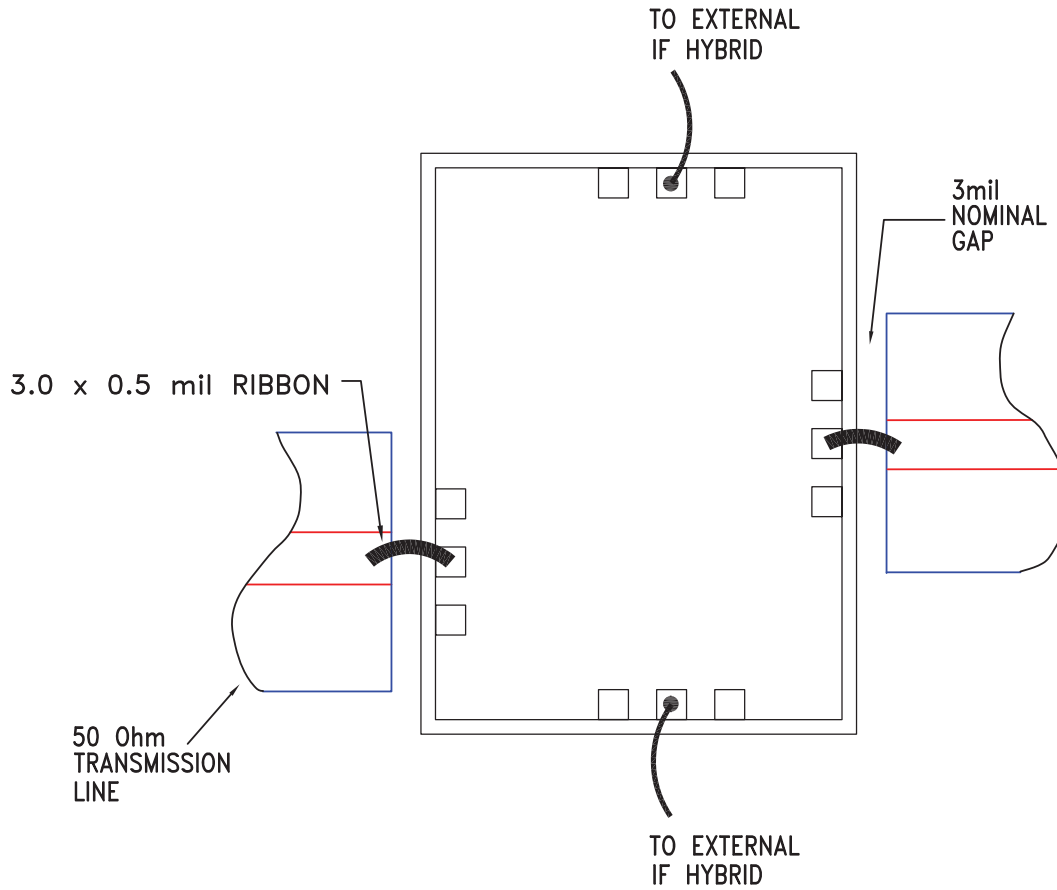 TO EXTERNAL
IF HYBRID
3mil
NOMINAL
GAP
3.0 x 0.5 mil RIBBON
50 Ohm
TRANSMISSION
LINE
TO EXTERNAL
IF HYBRID